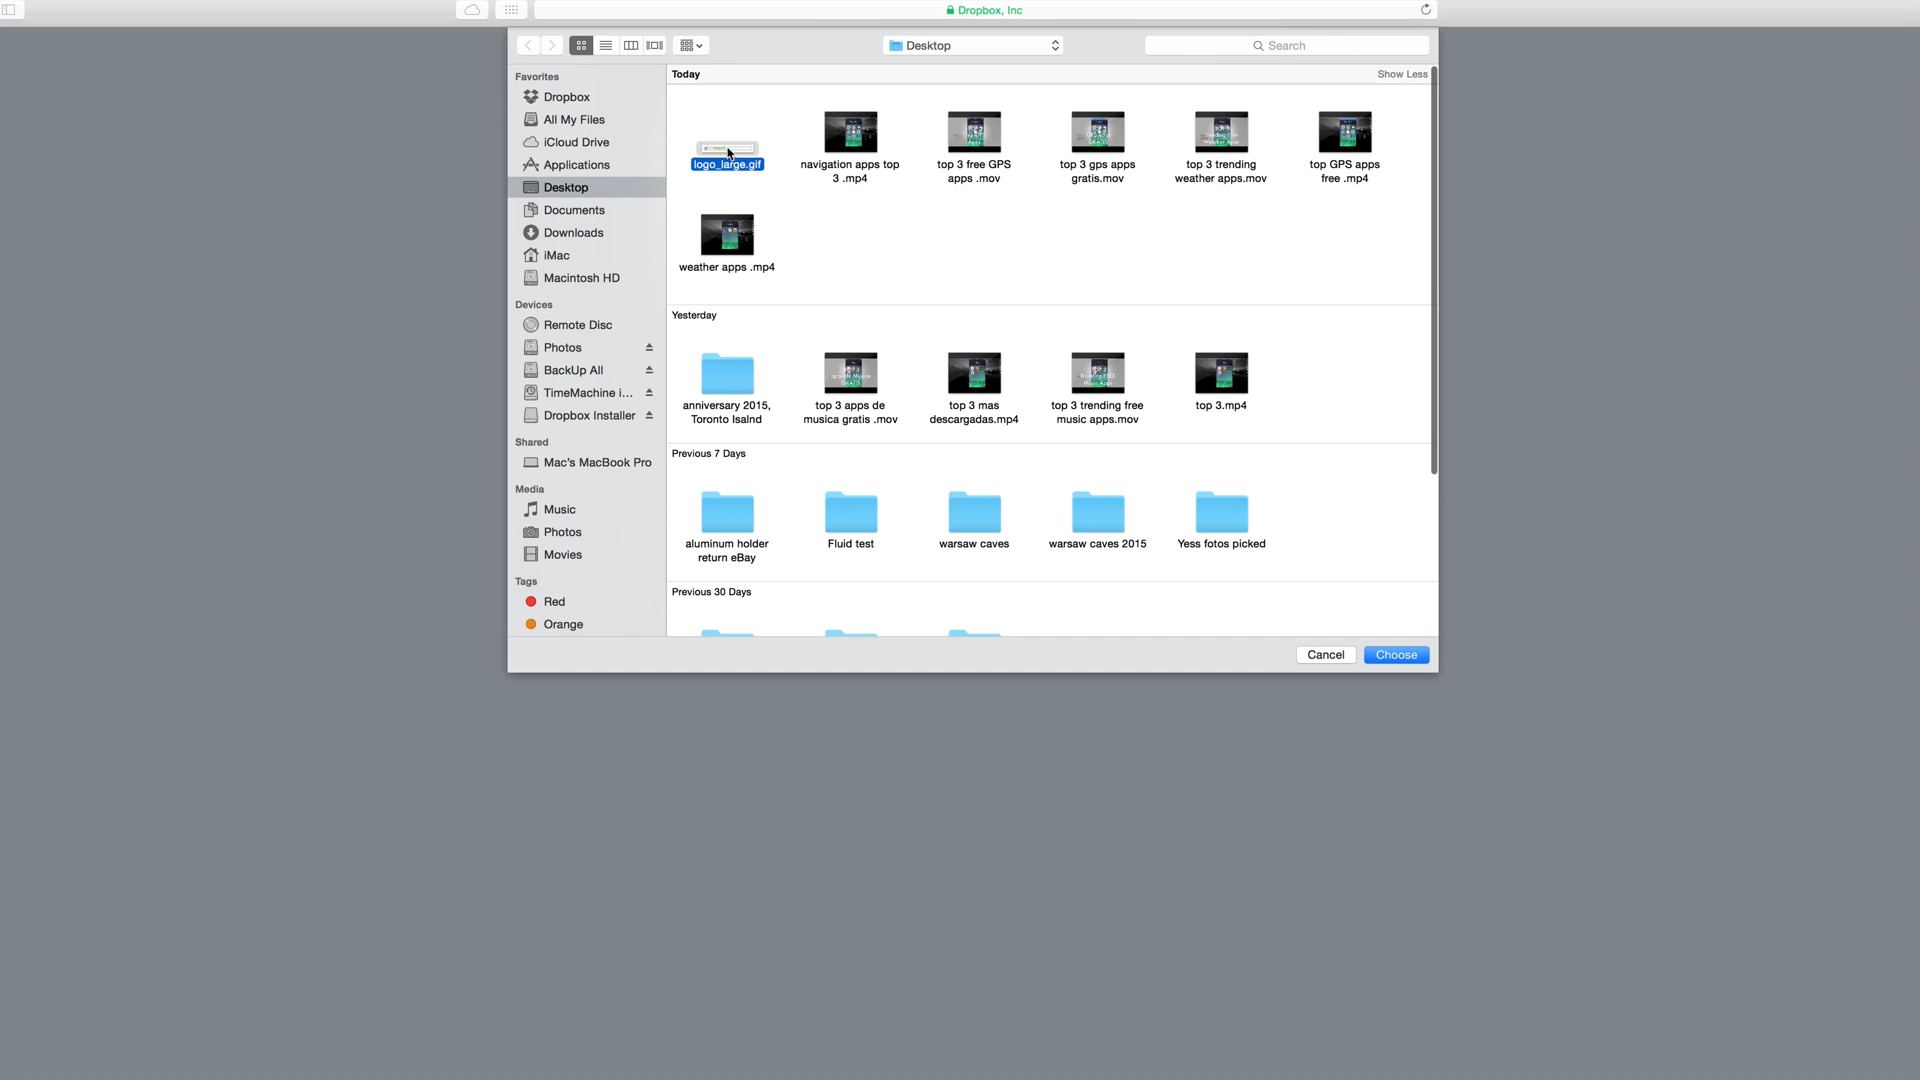 Dropbox, Inc
Desktop
Search
Favorites
Dropbox
All My Files
iCloud Drive
Applications
Desktop
Documents
Downloads
iMac
Macintosh HD
Devices
Remote Disc
Photos
BackUp All
TimeMachine i...
Dropbox Installer
Shared
Mac's MacBook Pro
Media
Music
Photos
Movies
Tags
Red
Orange
Today
Show Less
logo_large.gif
navigation apps top
3 .mp4
top 3 free GPS
apps .mov
top 3 gps apps
gratis.mov
top 3 trending
weather apps.mov
top GPS apps
free .mp4
weather apps .mp4
Yesterday
anniversary 2015,
Toronto Isalnd
top 3 apps de
musica gratis .mov
top 3 mas
descargadas.mp4
top 3 trending free
music apps.mov
top 3.mp4
Previous 7 Days
aluminum holder
return eBay
Fluid test
warsaw caves
warsaw caves 2015
Yess fotos picked
Previous 30 Days
Cancel
Choose